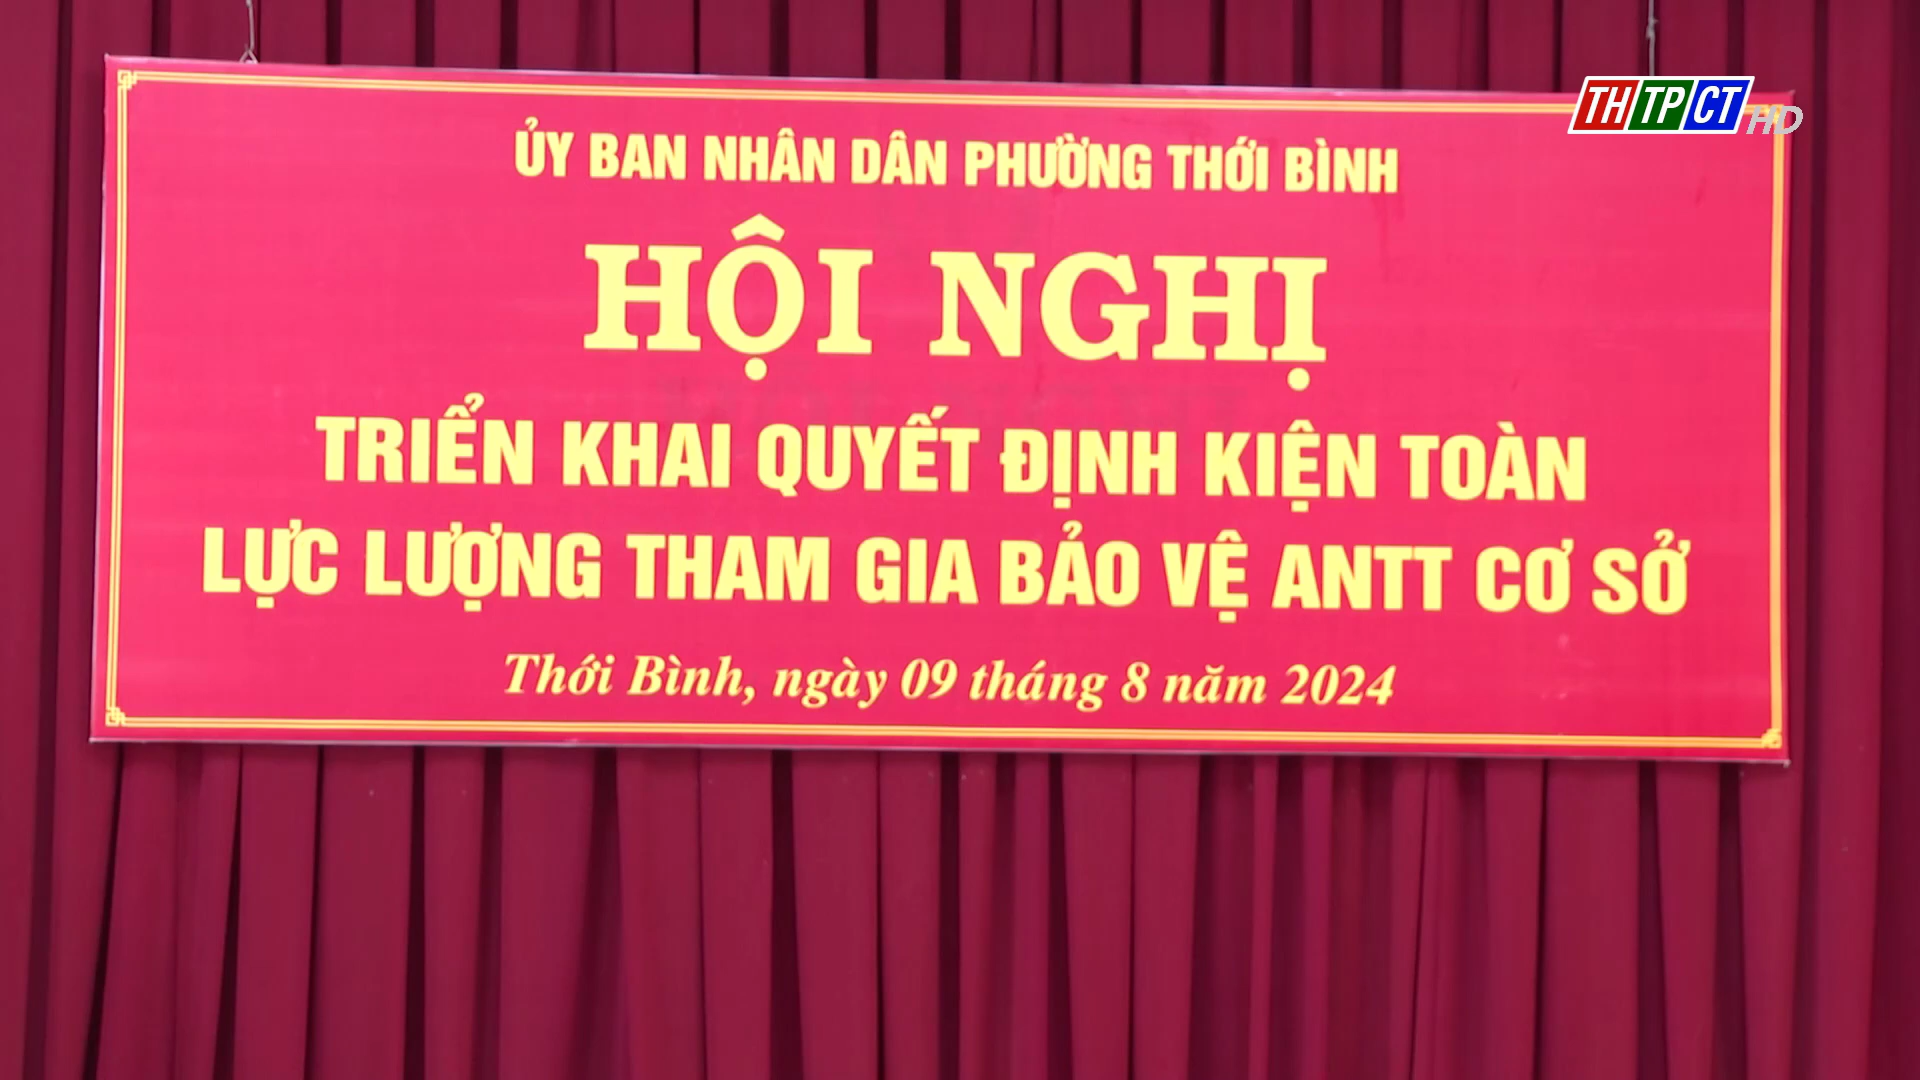 THTPCT HD
ỦY BAN NHÂN DÂN PHƯỜNG THỚI BÌNH
HỘI NGHỊ
TRIỂN KHAI QUYẾT ĐỊNH KIỆN TOÀN
LỰC LƯỢNG THAM GIA BẢO VỆ ANTT CƠ SỞ
Thới Bình, ngày 09 tháng 8 năm 2024